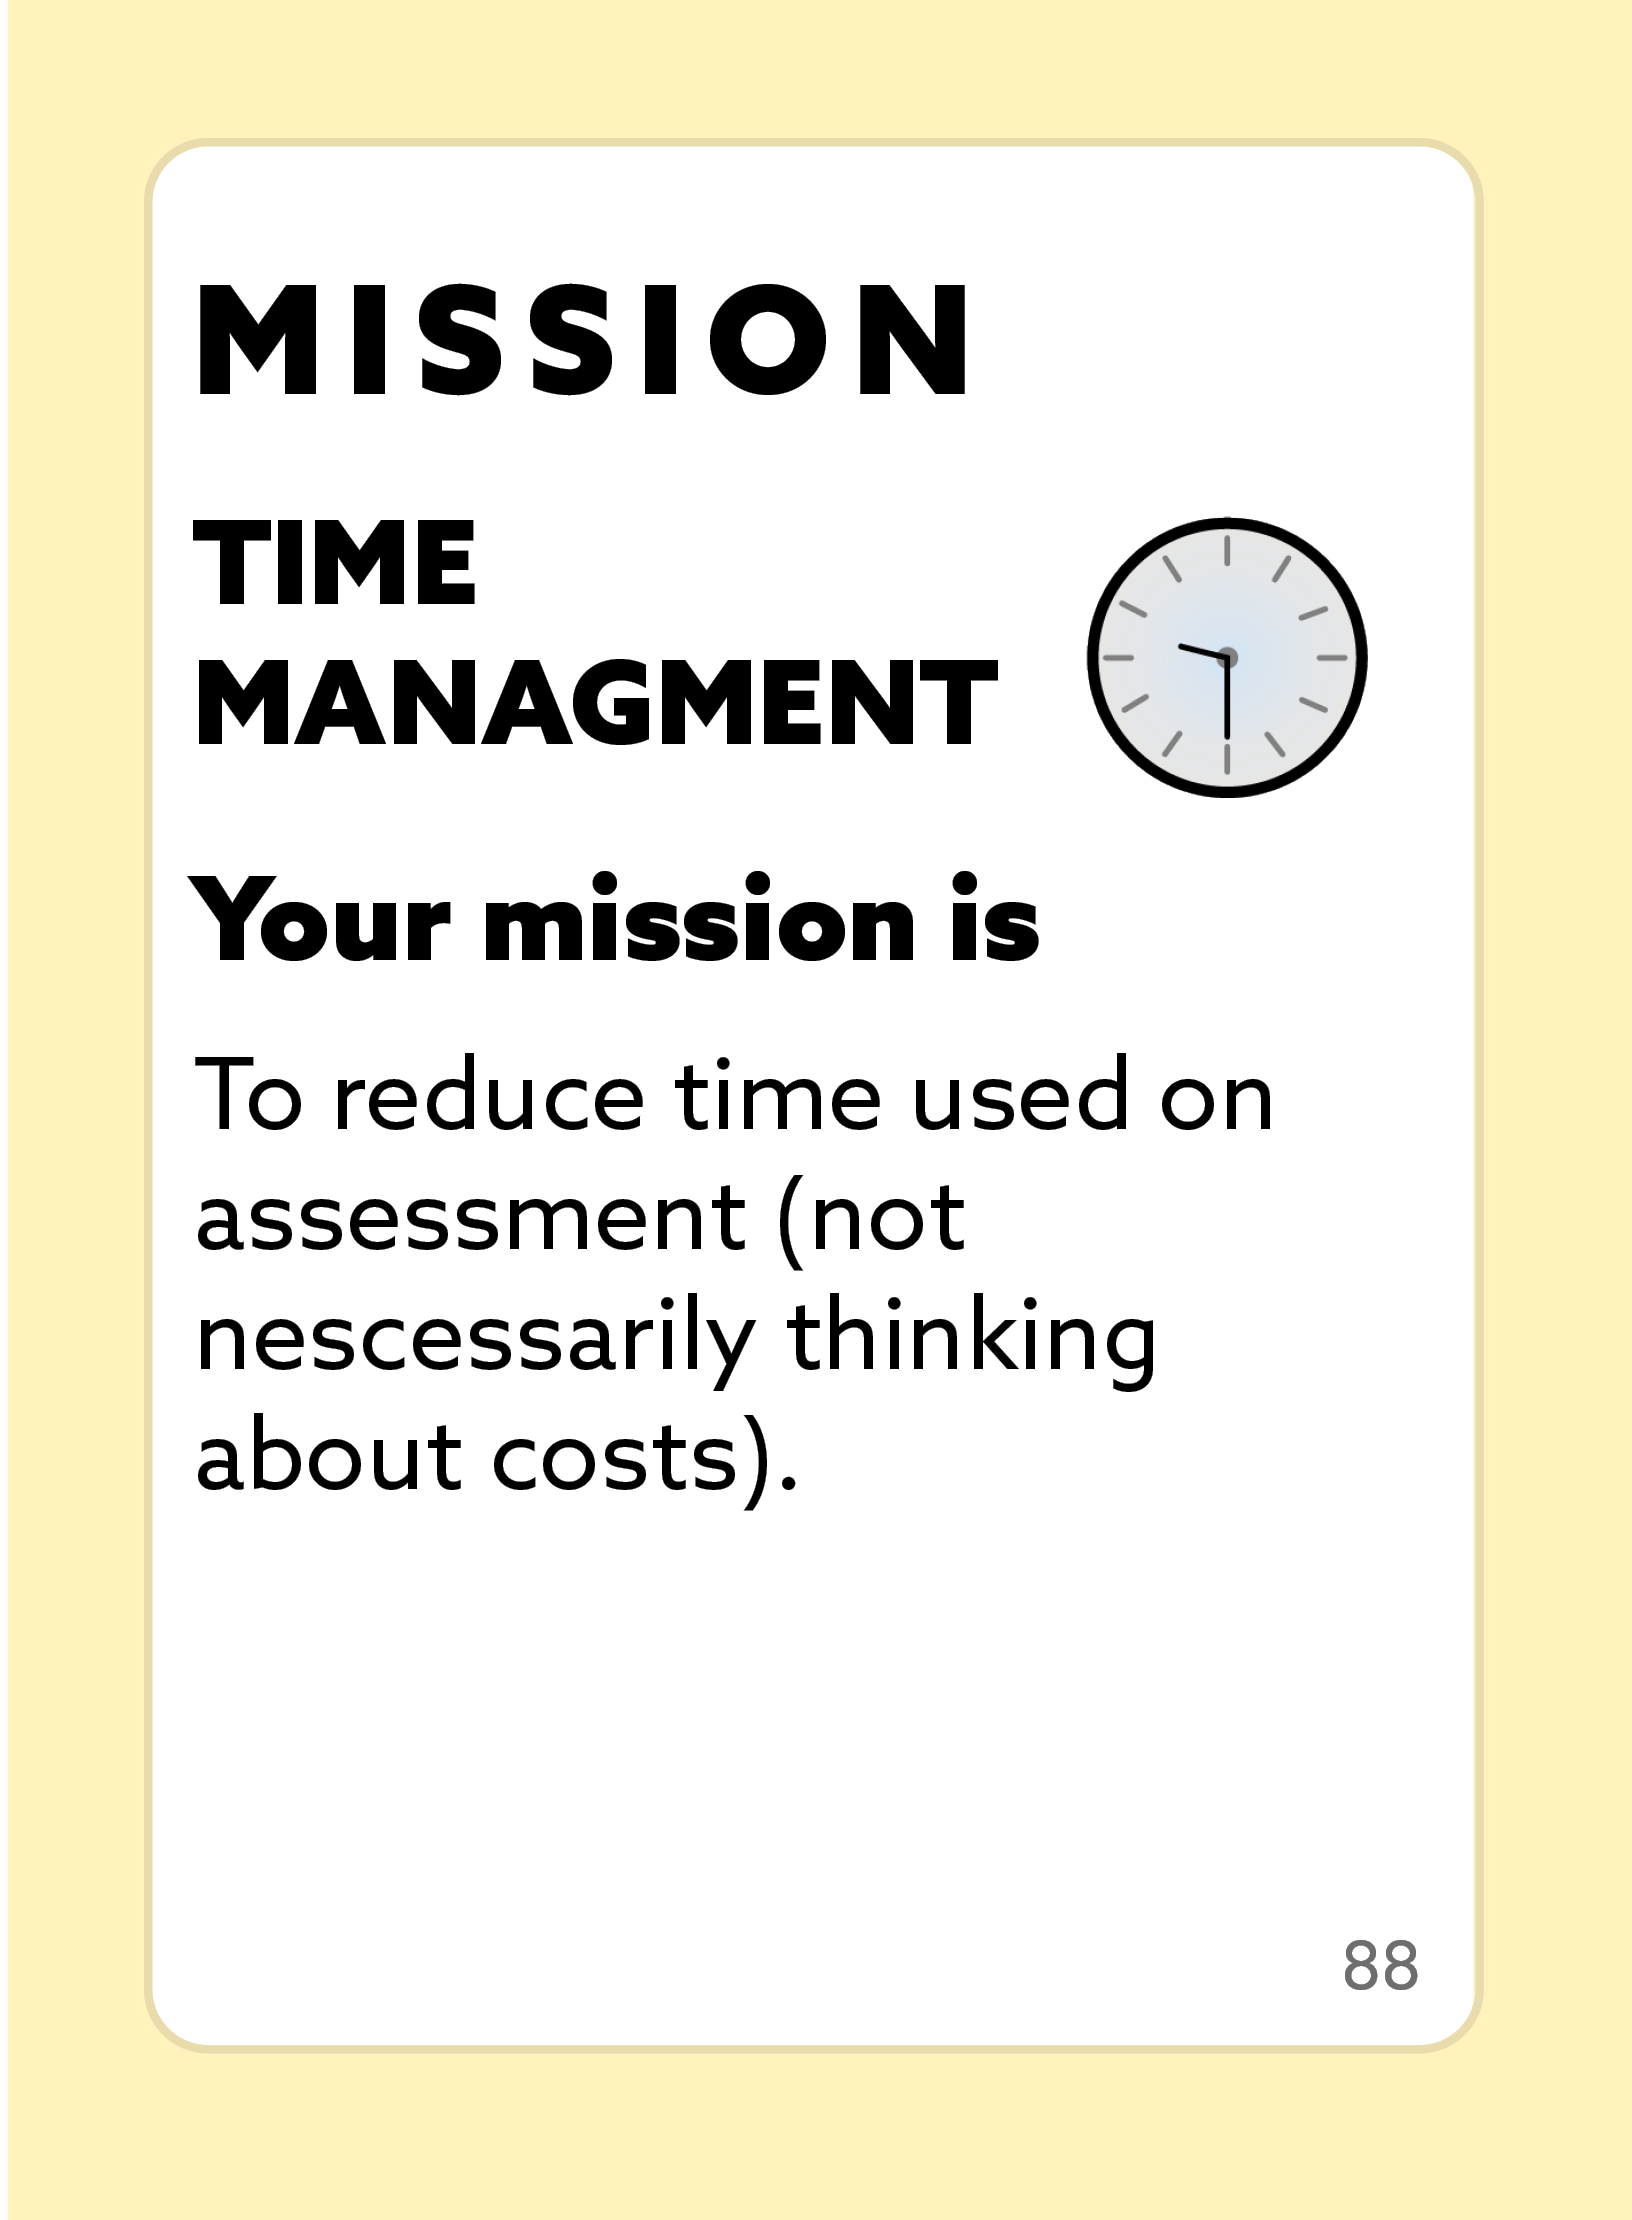 MISSION
TIME
MANAGMENT
Your mission is
To reduce time used on
assessment (not
nescessarily thinking
about costs).
88